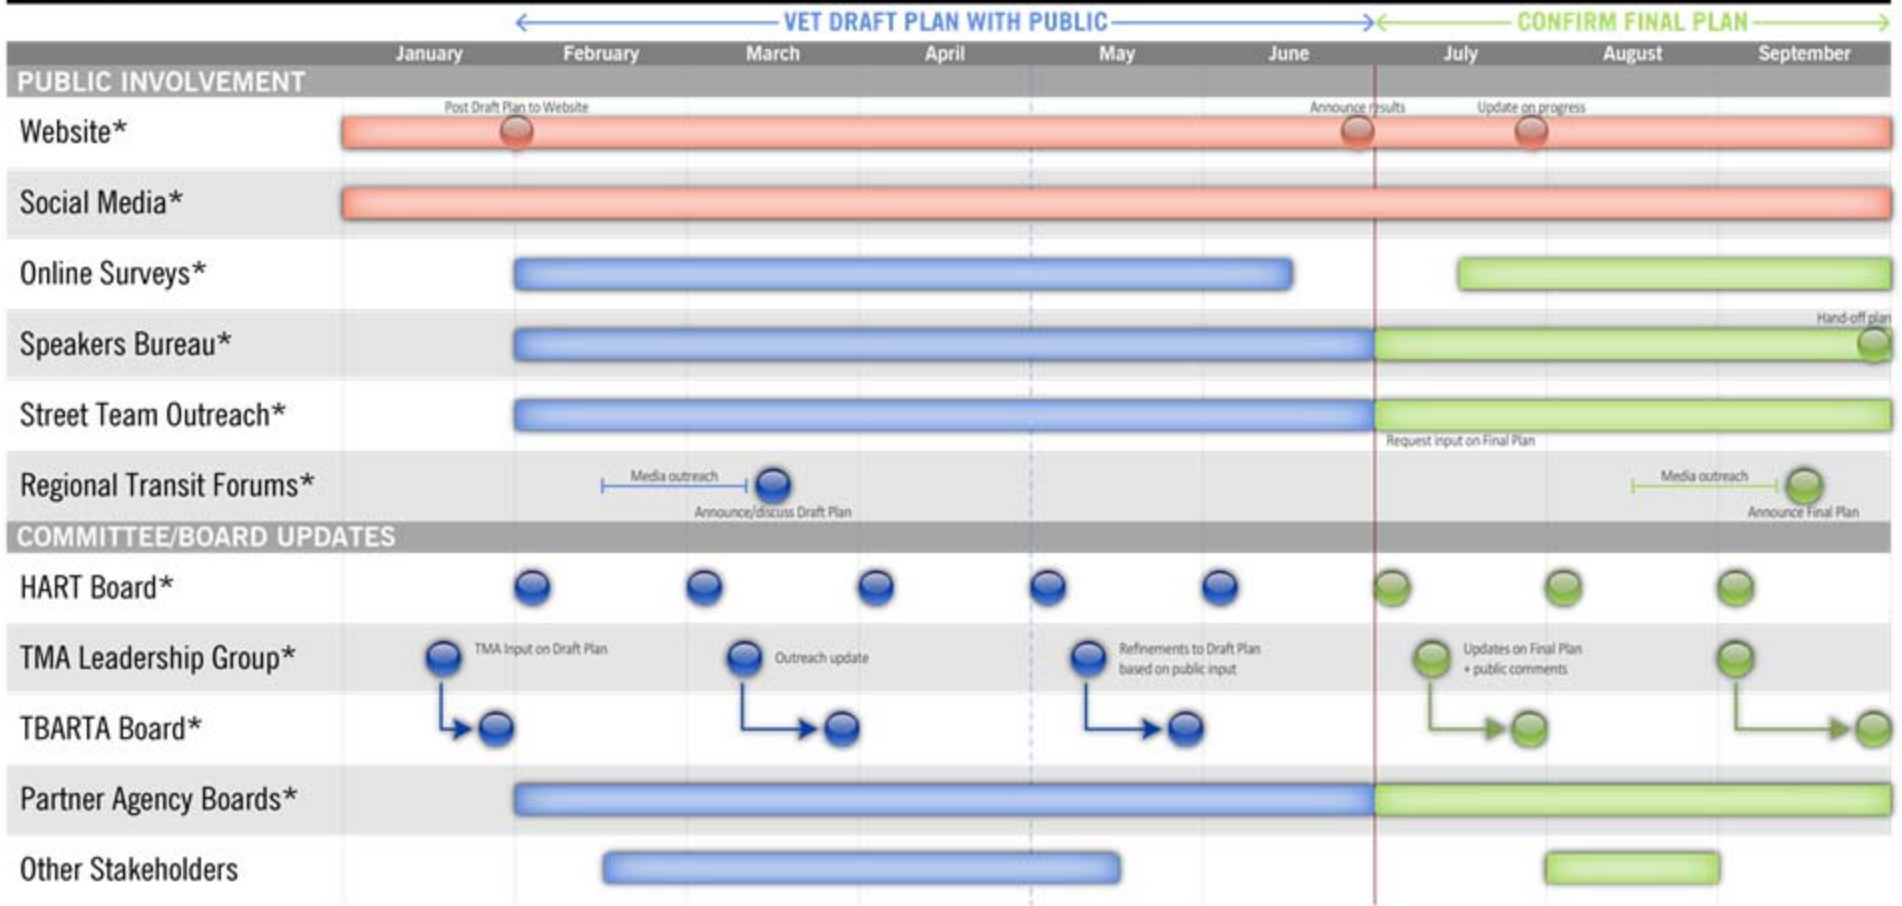 VET DRAFT PLAN WITH PUBLIC CONFIRM FINAL PLAN
January February March April May June July August September
PUBLIC INVOLVEMENT
Post Draft Plan to Website Announce results Update on progress
Website*
Social Media*
Online Surveys*
Hand-off plan
Speakers Bureau*
Street Team Outreach*
Request input on Final Plan
Media outreach Media outreach
Regional Transit Forums*
Announce/discuss Draft Plan Announce Final Plan
COMMITTEE/BOARD UPDATES
HART Board*
TMA Leadership Group* TMA Input on Draft Plan Outreach update Refinements to Draft Plan Updates on Final Plan
based on public input + public comments
TBARTA Board*
Partner Agency Boards*
Other Stakeholders